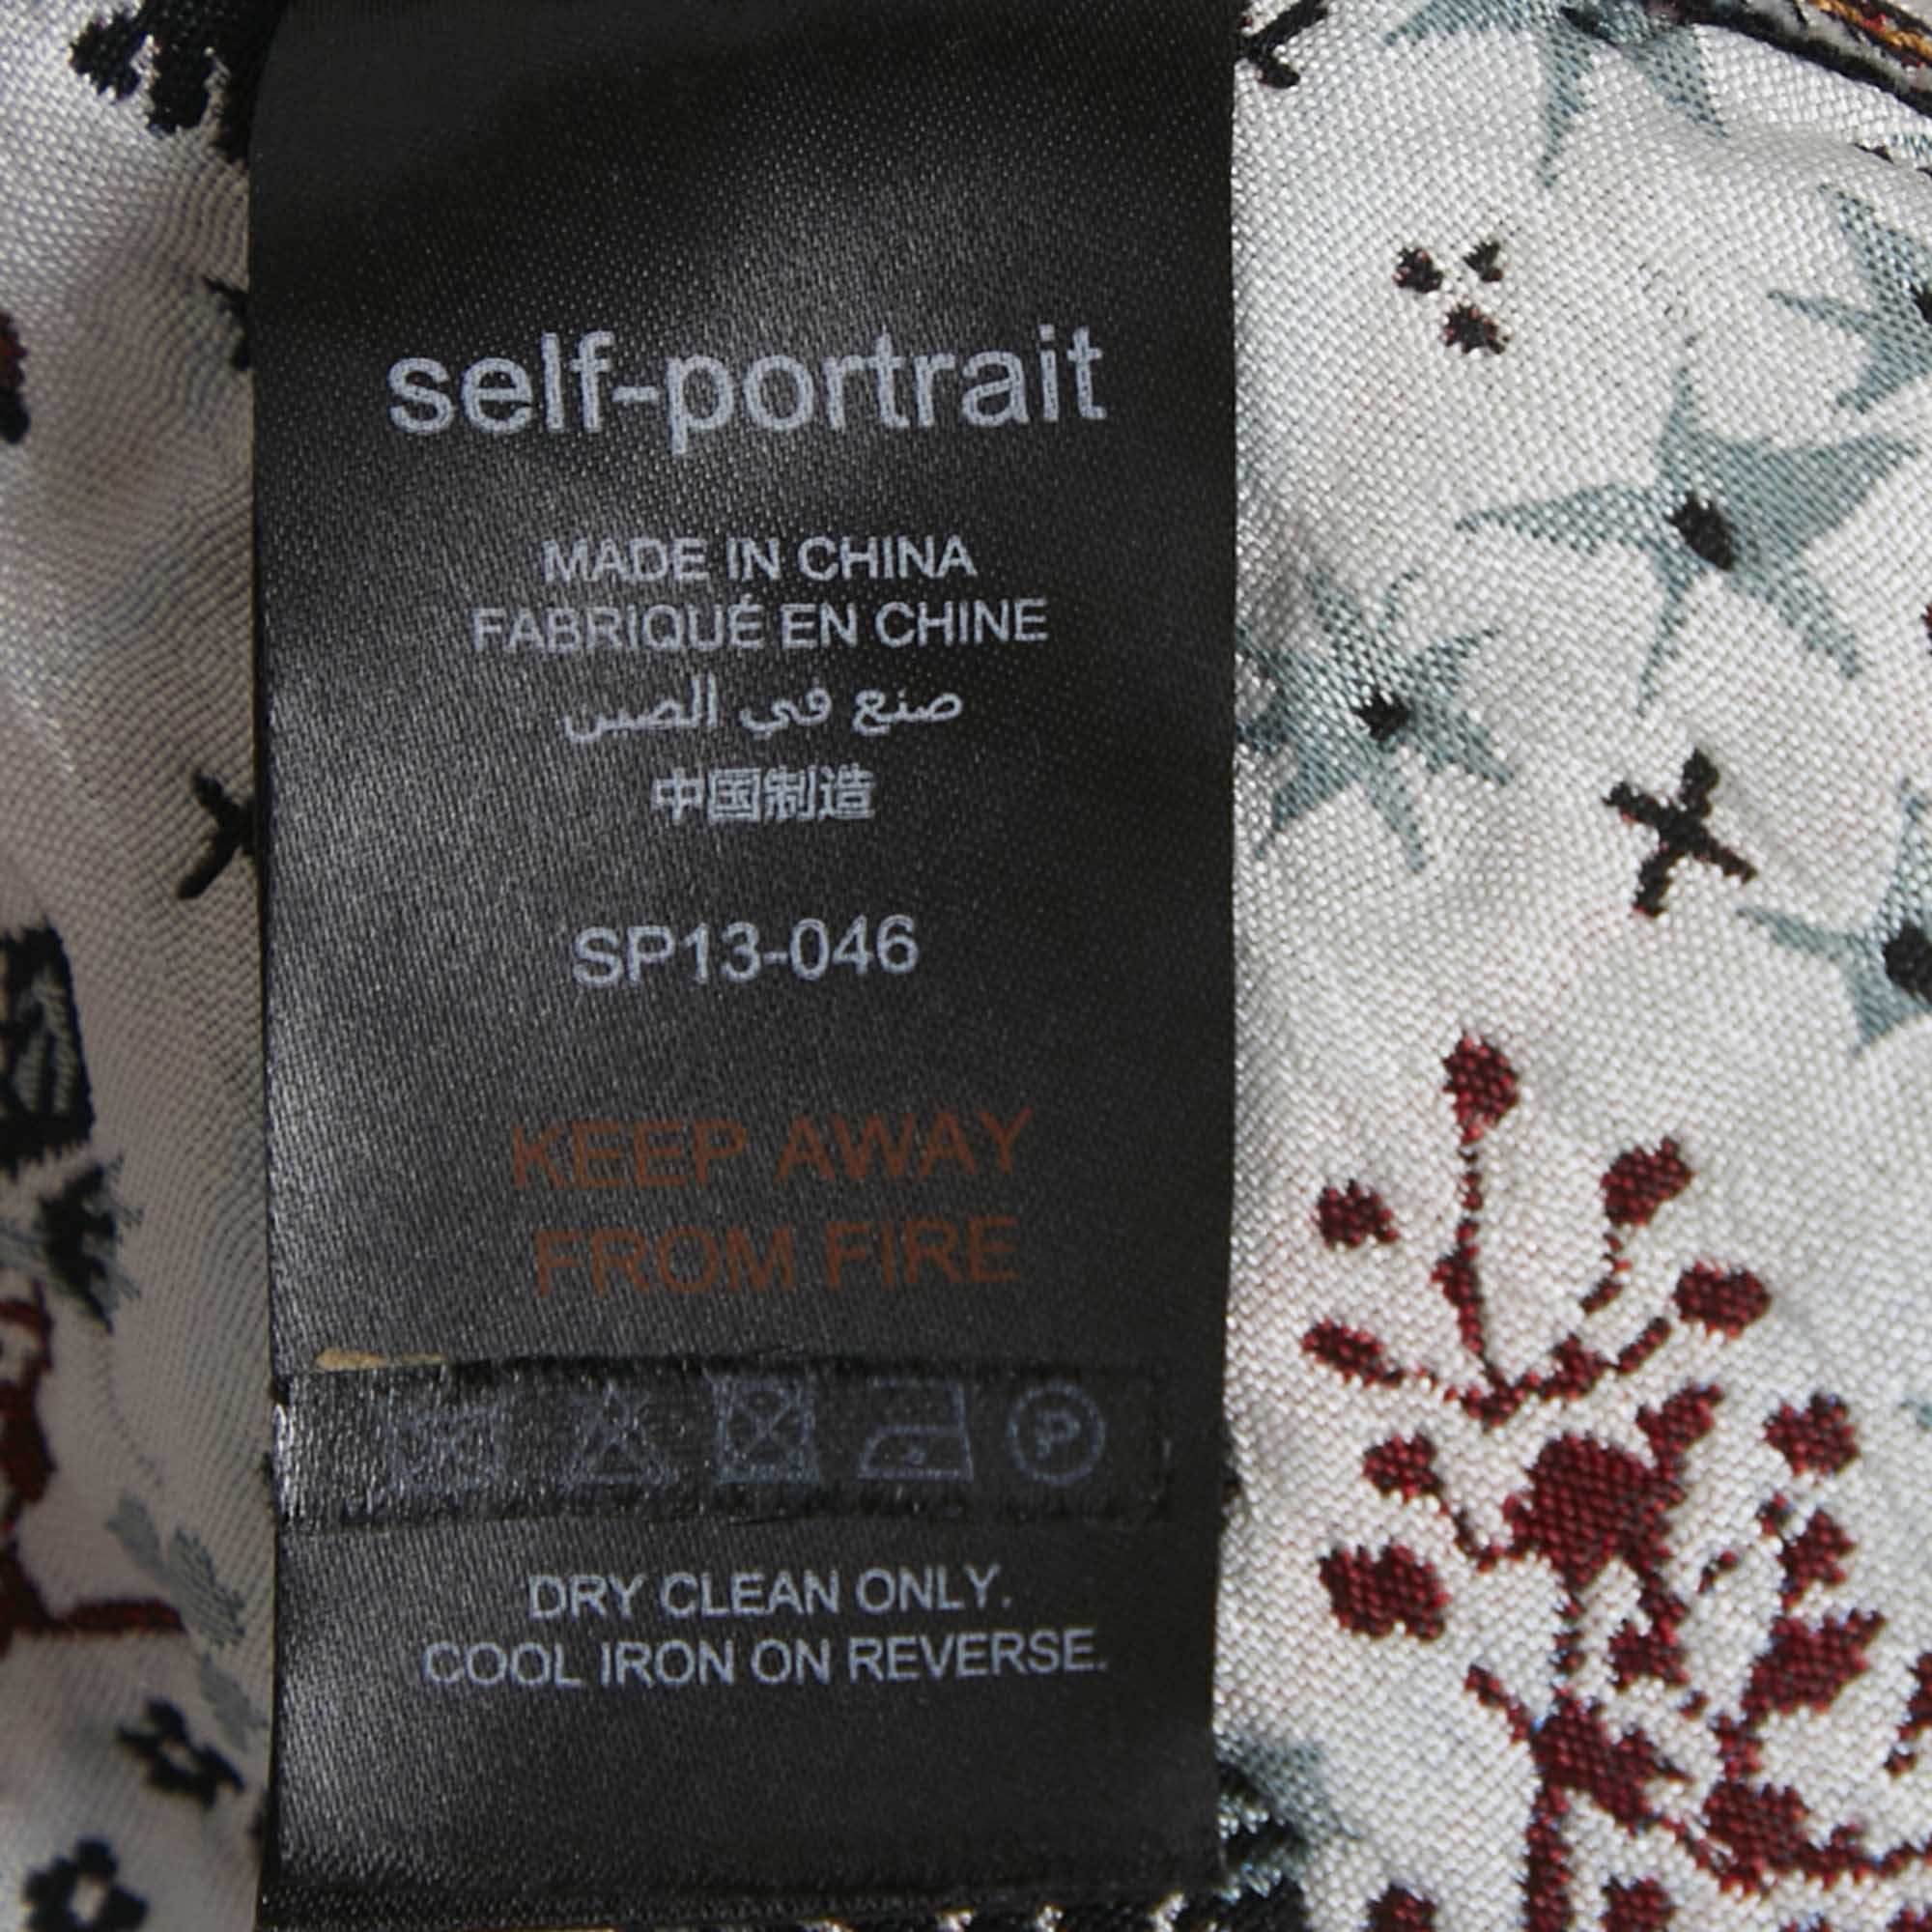 self-portrait
MADE IN CHINA
FABRIQUÉ EN CHINE
صنع في الصين
中国制造
SP13-046
KEEP AWAY
FROM FIRE
P
DRY CLEAN ONLY.
COOL IRON ON REVERSE.